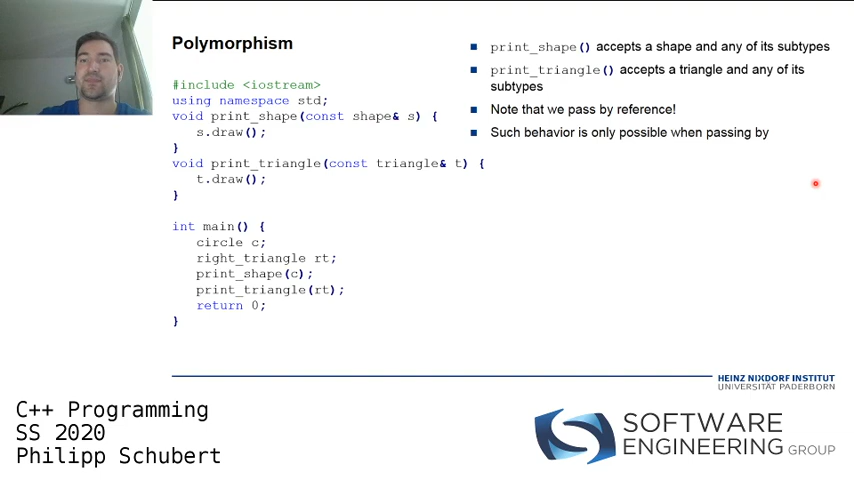 Polymorphism
#include <iostream>
using namespace std;
void print_shape(const shape& s) {
s.draw();
}
void print_triangle(const triangle& t) {
t.draw();
}
int main() {
circle c;
right_triangle rt;
print_shape(c);
print_triangle(rt);
return 0;
}
print_shape() accepts a shape and any of its subtypes
print_triangle() accepts a triangle and any of its
subtypes
Note that we pass by reference!
Such behavior is only possible when passing by
HEINZ NIXDORF INSTITUT
UNIVERSITÄT PADERBORN
C++ Programming
SS 2020
Philipp Schubert
SOFTWARE
ENGINEERING GROUP